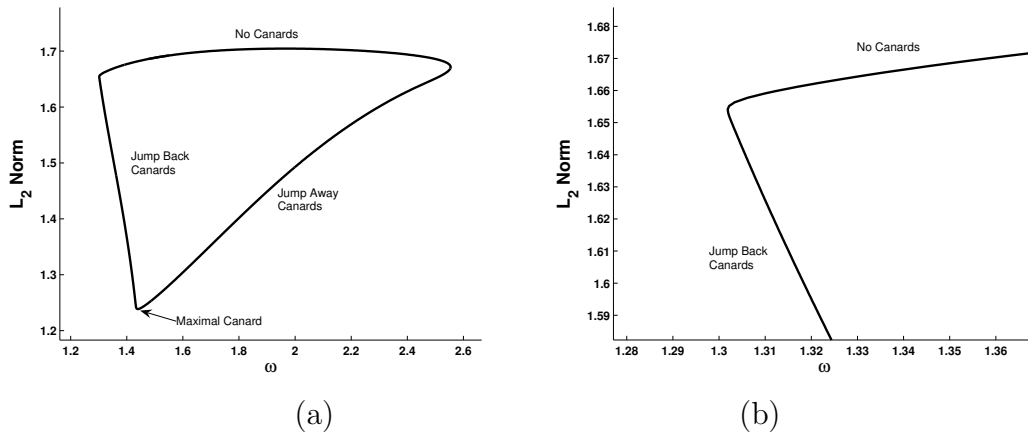 No Canards
1.7
1.6
1.5
1.4
1.3
1.2
L2 Norm
Jump Back
Canards
Jump Away
Canards
Maximal Canard
1.2 1.4 1.6 1.8 2 2.2 2.4 2.6
ω
(a)
No Canards
1.68
1.67
1.66
1.65
1.64
1.63
1.62
1.61
1.6
1.59
L2 Norm
Jump Back
Canards
1.28 1.29 1.3 1.31 1.32 1.33 1.34 1.35 1.36
ω
(b)